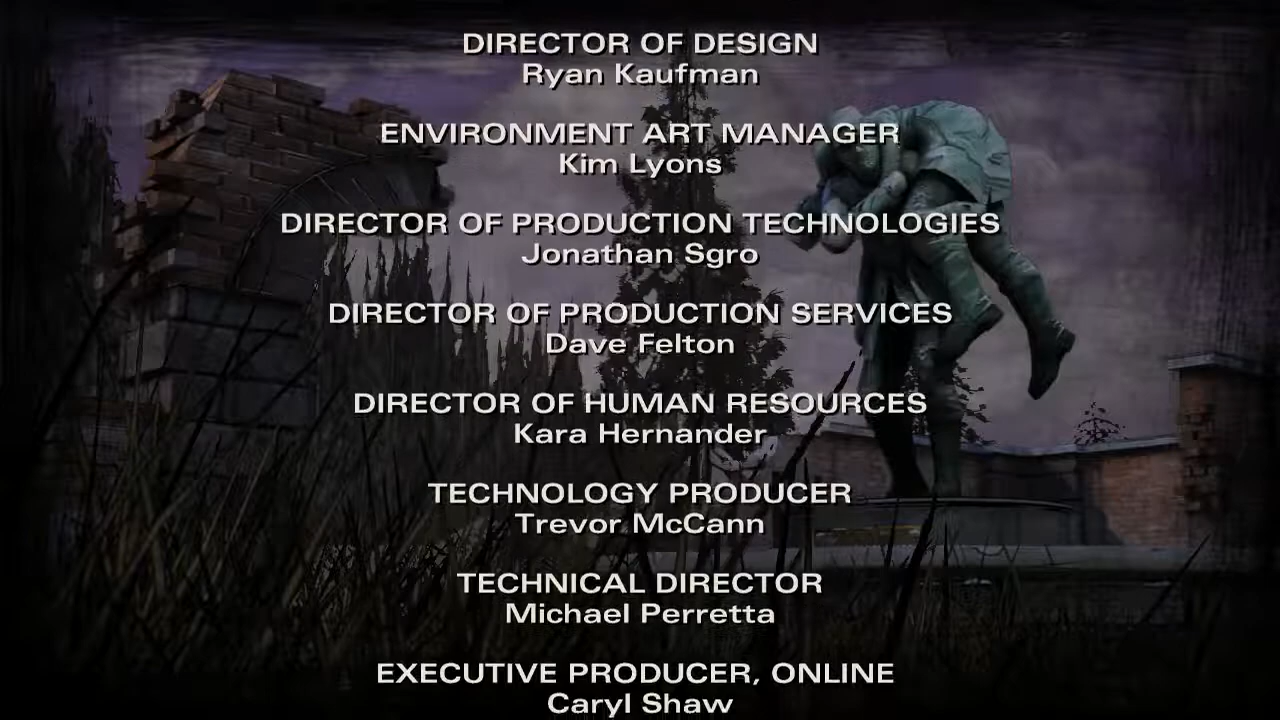 DIRECTOR OF DESIGN
Ryan Kaufman
ENVIRONMENT ART MANAGER
Kim Lyons
DIRECTOR OF PRODUCTION TECHNOLOGIES
Jonathan Sgro
DIRECTOR OF PRODUCTION SERVICES
Dave Felton
DIRECTOR OF HUMAN RESOURCES
Kara Hernander
TECHNOLOGY PRODUCER
Trevor McCann
TECHNICAL DIRECTOR
Michael Perretta
EXECUTIVE PRODUCER, ONLINE
Caryl Shaw